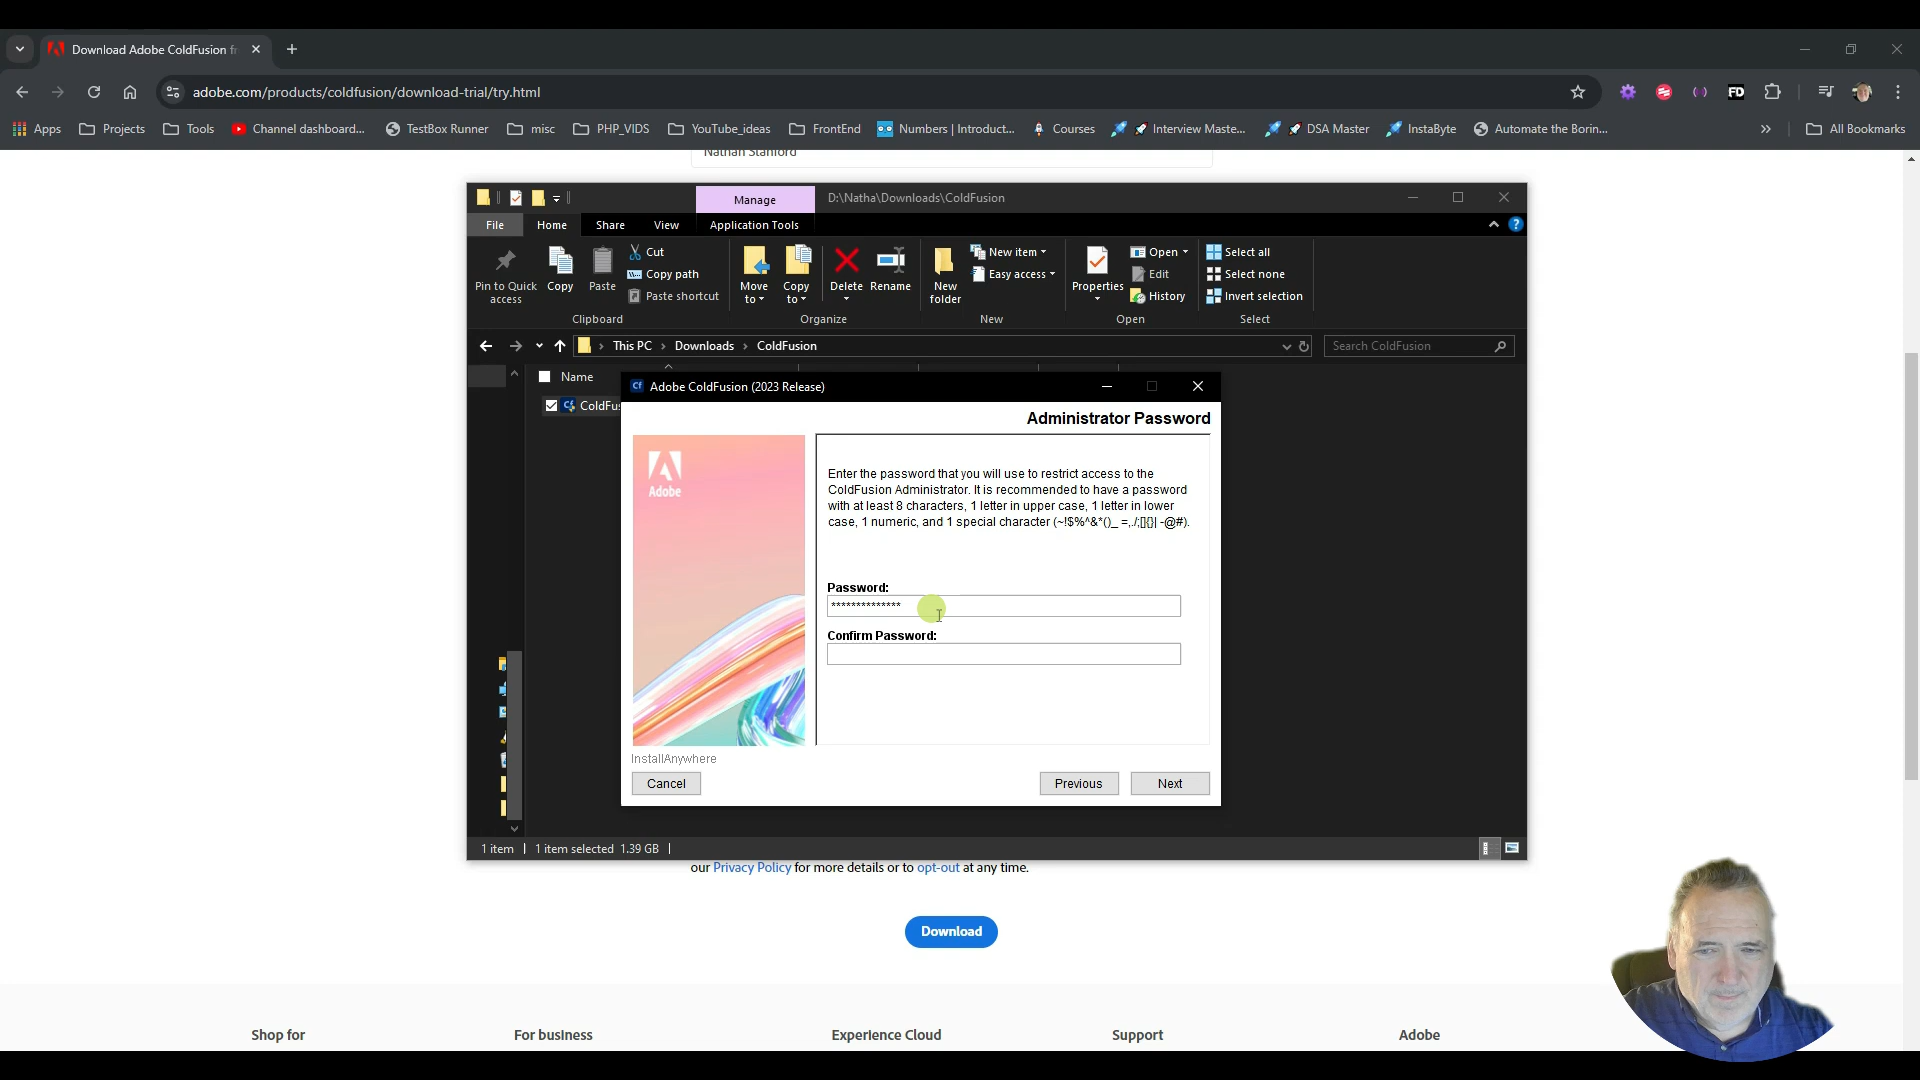 Download Adobe ColdFusion fr
adobe.com/products/coldfusion/download-trial/try.html
FD
Apps
Projects
Tools
Channel dashboard...
TestBox Runner
misc
PHP_VIDS
YouTube_ideas
FrontEnd
Numbers | Introduct...
Courses
Interview Maste...
DSA Master
InstaByte
Automate the Borin...
All Bookmarks
Nathan Stanford
Manage
D:\Natha\Downloads\ColdFusion
File
Home
Share
View
Application Tools
Pin to Quick
access
Copy
Paste
Cut
Copy path
Paste shortcut
Clipboard
Move
to
Copy
to
Delete
Rename
Organize
New
folder
New item
Easy access
New
Properties
Open
Edit
History
Open
Select all
Select none
Invert selection
Select
This PC
Downloads
ColdFusion
Search ColdFusion
Name
ColdFus
Cf Adobe ColdFusion (2023 Release)
Administrator Password
Adobe
Enter the password that you will use to restrict access to the
ColdFusion Administrator. It is recommended to have a password
with at least 8 characters, 1 letter in upper case, 1 letter in lower
case, 1 numeric, and 1 special character (~!$%^&*()_ =,./;[]{}| -@#).
Password:
**************
Confirm Password:
InstallAnywhere
Cancel
Previous
Next
1 item
1 item selected 1.39 GB
our Privacy Policy for more details or to opt-out at any time.
Download
Shop for
For business
Experience Cloud
Support
Adobe